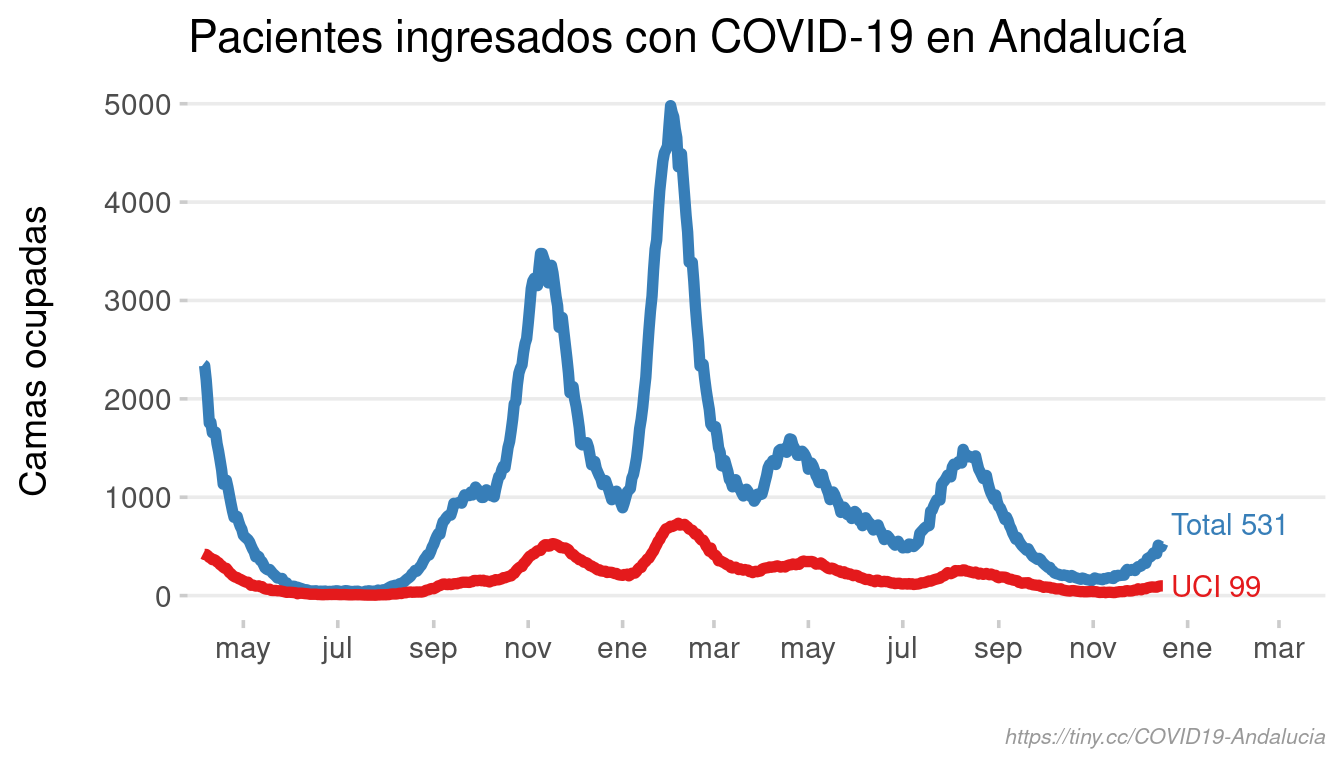 Pacientes ingresados con COVID-19 en Andalucía
Camas ocupadas
5000
4000
3000
2000
1000
0
Total 531
UCI 99
may jul sep nov ene mar may jul sep nov ene mar
https://tiny.cc/COVID19-Andalucia